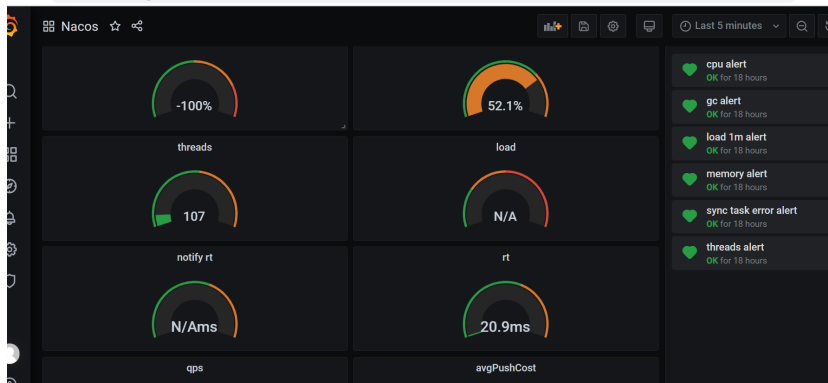 Nacos
Last 5 minutes
-100%
52.1%
cpu alert
OK for 18 hours
gc alert
OK for 18 hours
load 1m alert
OK for 18 hours
memory alert
OK for 18 hours
sync task error alert
OK for 18 hours
threads alert
OK for 18 hours
threads
107
load
N/A
notify rt
N/Ams
rt
20.9ms
qps
avgPushCost